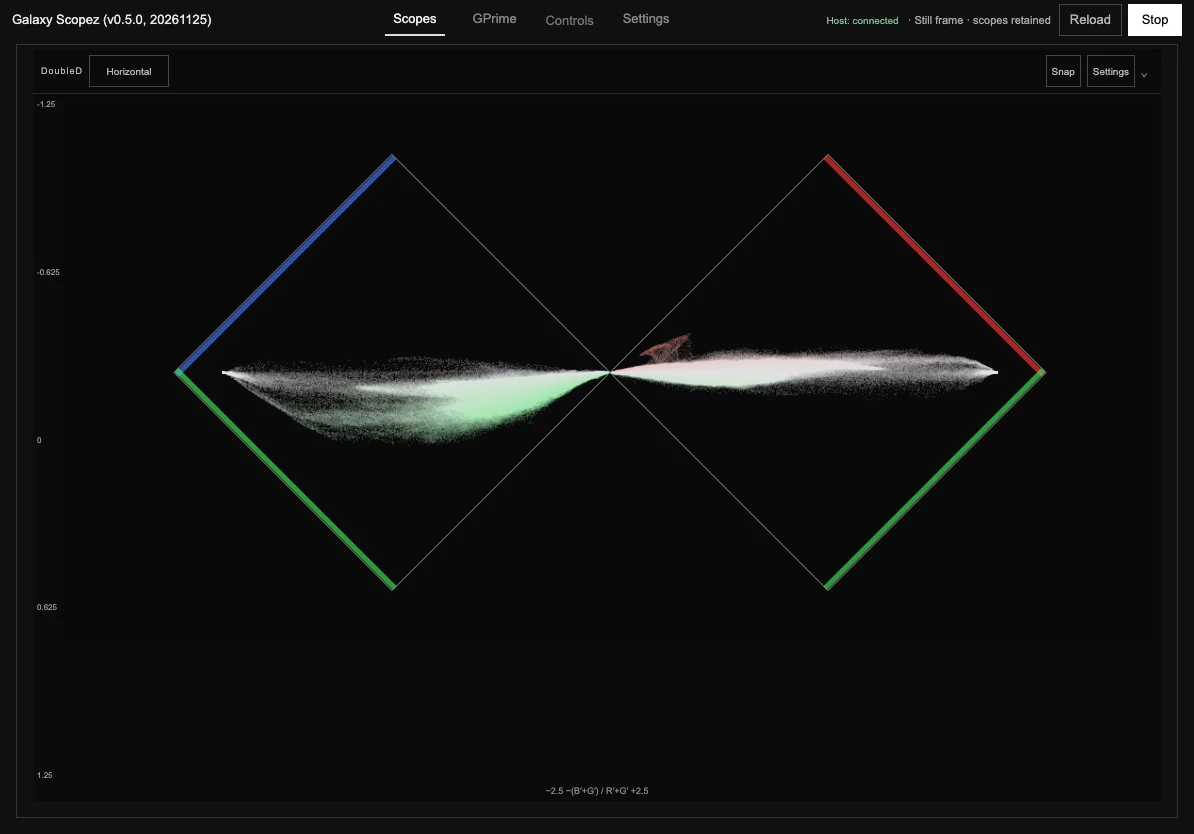 Galaxy Scopez (v0.5.0, 20261125)
Scopes
GPrime
Controls
Settings
Host: connected
· Still frame · scopes retained
Reload
Stop
DoubleD
Horizontal
Snap
Settings
-1.25
-0.625
0
0.625
1.25
−2.5 −(B'+G') / R'+G' +2.5